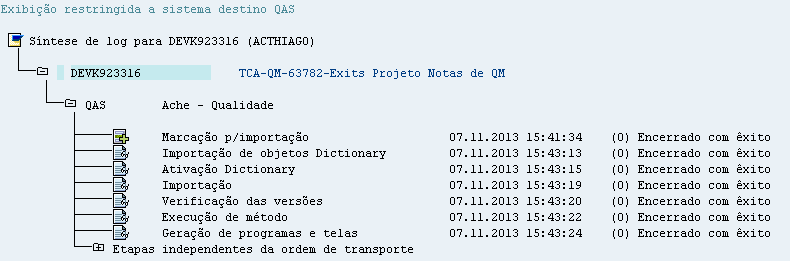 Exibição restringida a sistema destino QAS
Síntese de log para DEVK923316 (ACTHIAGO)
DEVK923316 TCA-QM-63782-Exits Projeto Notas de QM
QAS Ache - Qualidade
Marcação p/importação 07.11.2013 15:41:34 (0) Encerrado com êxito
Importação de objetos Dictionary 07.11.2013 15:43:13 (0) Encerrado com êxito
Ativação Dictionary 07.11.2013 15:43:15 (0) Encerrado com êxito
Importação 07.11.2013 15:43:19 (0) Encerrado com êxito
Verificação das versões 07.11.2013 15:43:20 (0) Encerrado com êxito
Execução de método 07.11.2013 15:43:22 (0) Encerrado com êxito
Geração de programas e telas 07.11.2013 15:43:24 (0) Encerrado com êxito
Etapas independentes da ordem de transporte